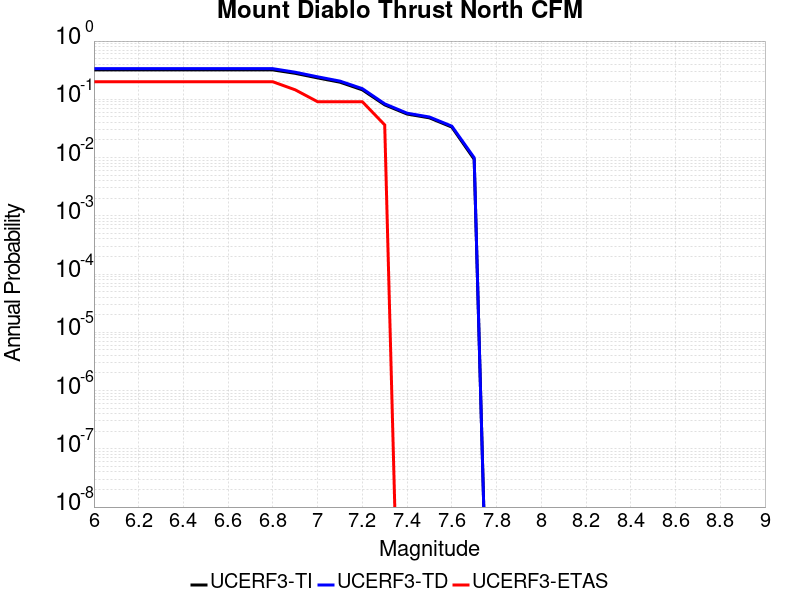 Mount Diablo Thrust North CFM
10^0
10^-1
10^-2
10^-3
10^-4
10^-5
10^-6
10^-7
10^-8
Annual Probability
6 6.2 6.4 6.6 6.8 7 7.2 7.4 7.6 7.8 8 8.2 8.4 8.6 8.8 9
Magnitude
UCERF3-TI UCERF3-TD UCERF3-ETAS